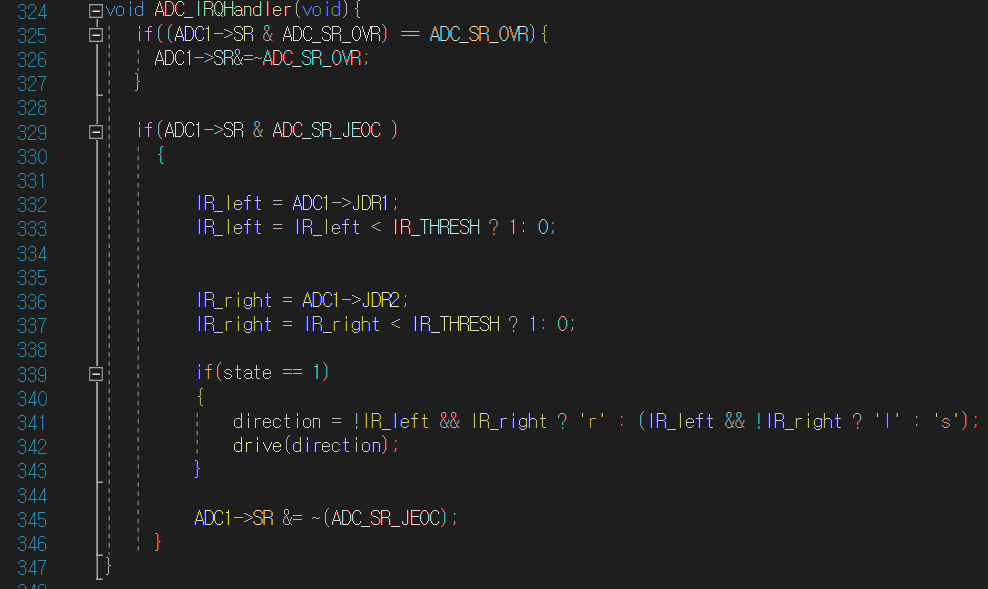 324 void ADC_IRQHandler(void){
325 if((ADC1->SR & ADC_SR_OVR) == ADC_SR_OVR){
326 ADC1->SR&=~ADC_SR_OVR;
327 }
328
329 if(ADC1->SR & ADC_SR_JEOC )
330 {
331
332 IR_left = ADC1->JDR1;
333 IR_left = IR_left < IR_THRESH ? 1: 0;
334
335
336 IR_right = ADC1->JDR2;
337 IR_right = IR_right < IR_THRESH ? 1: 0;
338
339 if(state == 1)
340 {
341 direction = !IR_left && IR_right ? 'r' : (IR_left && !IR_right ? 'l' : 's');
342 drive(direction);
343 }
344
345 ADC1->SR &= ~(ADC_SR_JEOC);
346 }
347 }